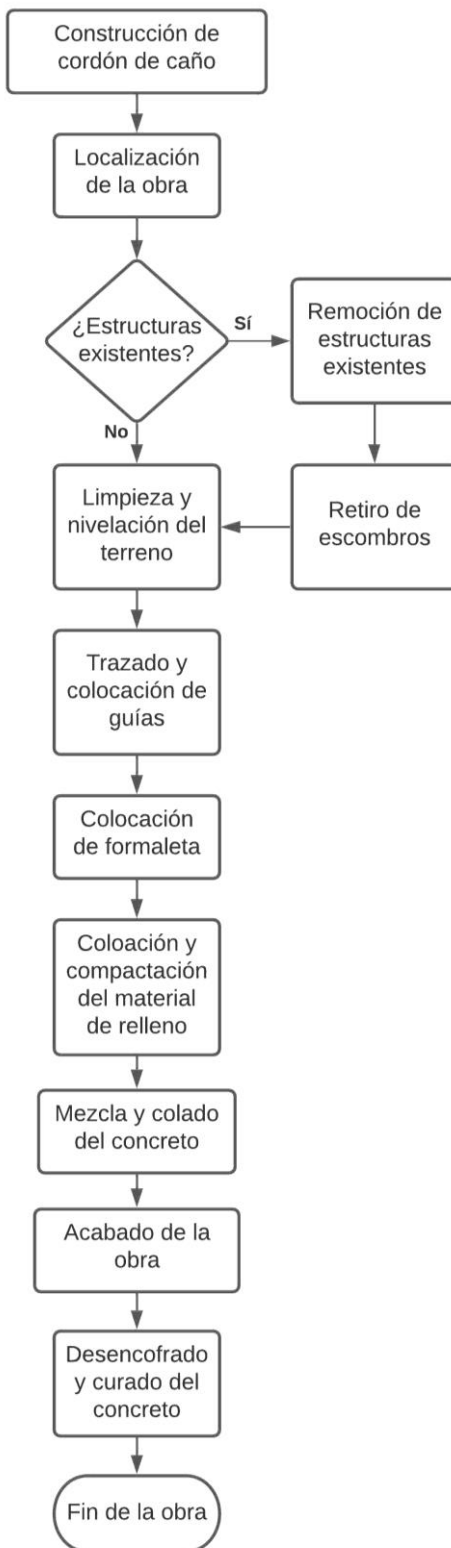 Construcción de
cordón de caño
Localización
de la obra
¿Estructuras
existentes?
Sí
Remoción de
estructuras
existentes
No
Limpieza y
nivelación del
terreno
Retiro de
escombros
Trazado y
colocación de
guías
Colocación
de formaleta
Coloación y
compactación
del material
de relleno
Mezcla y colado
del concreto
Acabado de la
obra
Desencofrado
y curado del
concreto
Fin de la obra